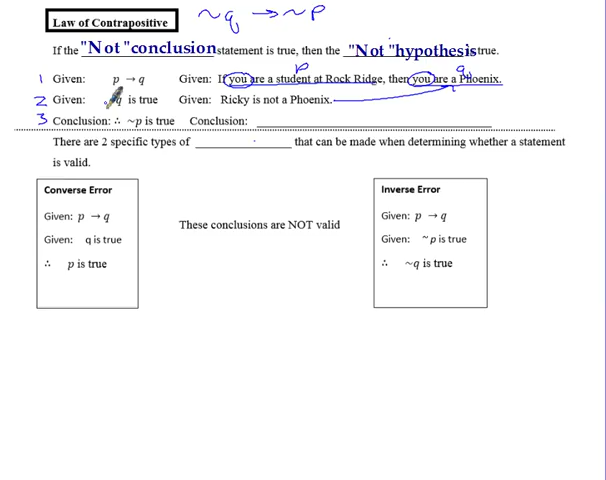 ~q → ~p
Law of Contrapositive
If the "Not" conclusion statement is true, then the "Not" hypothesis true.
p q
1 Given: p → q Given: If you are a student at Rock Ridge, then you are a Phoenix.
2 Given: ~q is true Given: Ricky is not a Phoenix.
3 Conclusion: ∴ ~p is true Conclusion: ____________________
There are 2 specific types of ____________ that can be made when determining whether a statement
is valid.
Converse Error
Given: p → q
Given: q is true
∴ p is true
These conclusions are NOT valid
Inverse Error
Given: p → q
Given: ~p is true
∴ ~q is true